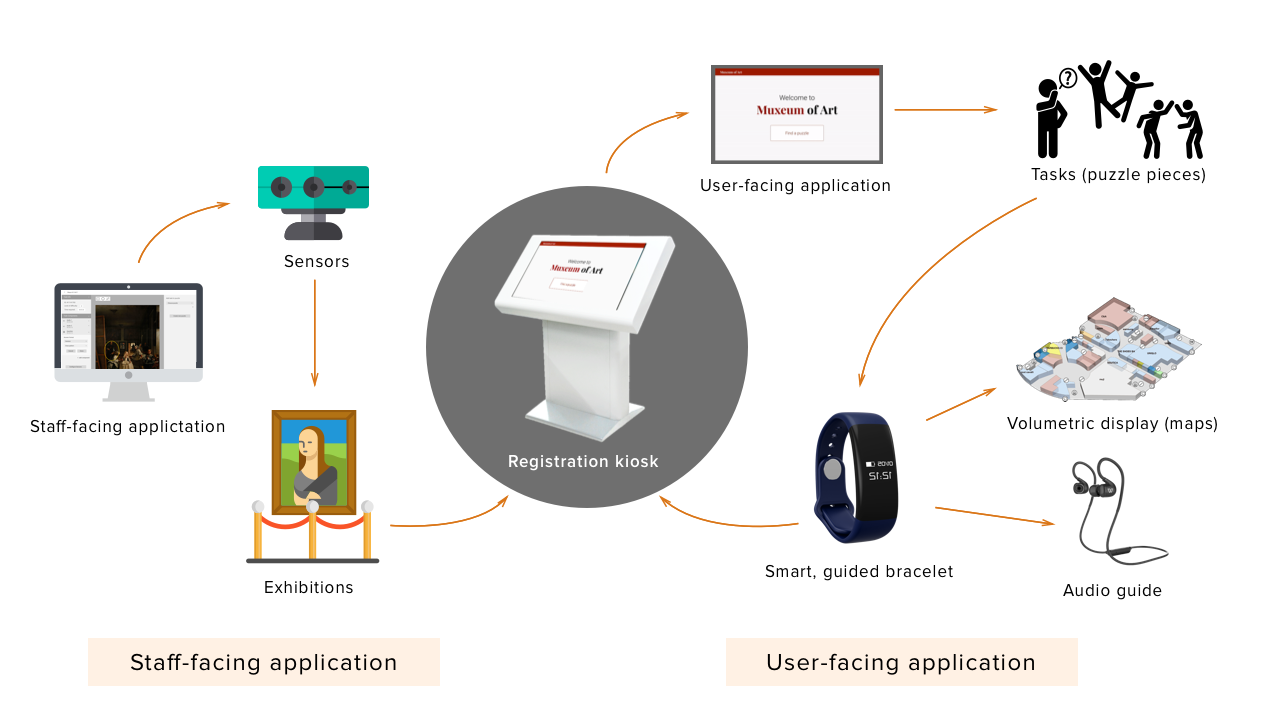 Museum of Art
Welcome to
Muxeum of Art
Find a puzzle
User-facing application
Tasks (puzzle pieces)
?
Sensors
Welcome to
Muxeum of Art
Staff-facing applictation
Registration kiosk
Volumetric display (maps)
Smart, guided bracelet
Exhibitions
Audio guide
Staff-facing application
User-facing application